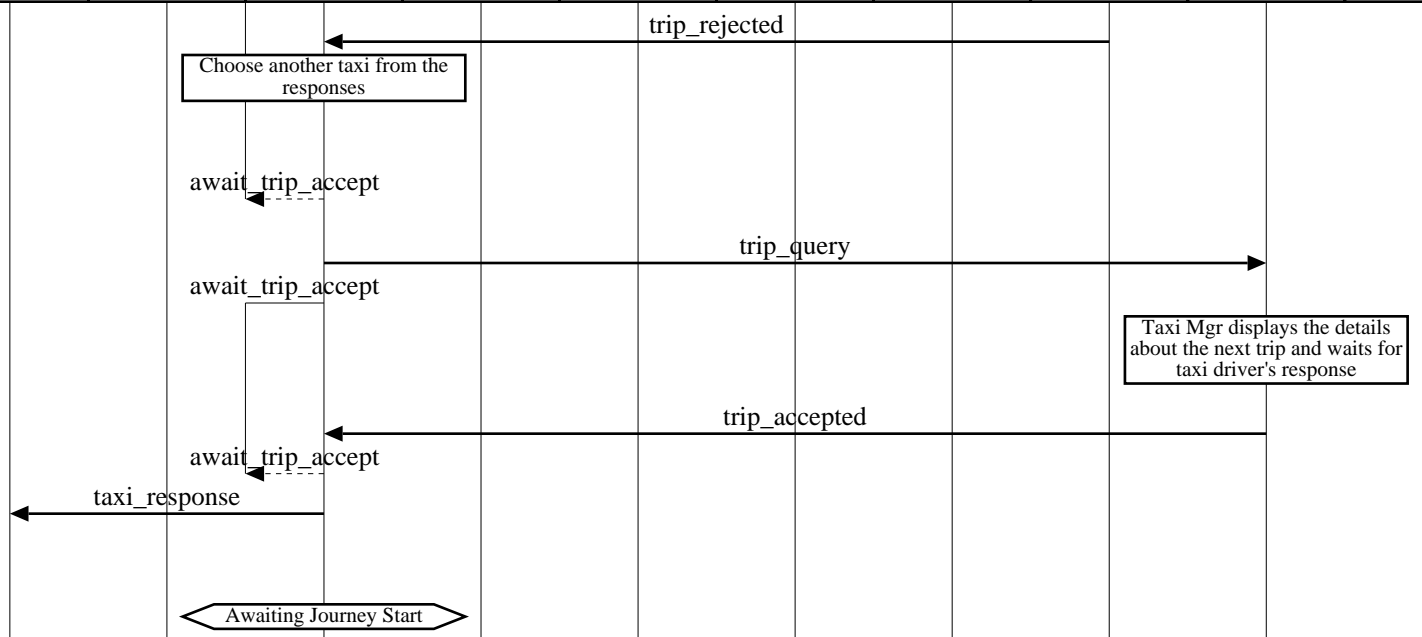 trip_rejected
Choose another taxi from the
responses
await_trip_accept
trip_query
await_trip_accept
Taxi Mgr displays the details
about the next trip and waits for
taxi driver's response
trip_accepted
await_trip_accept
taxi_response
Awaiting Journey Start